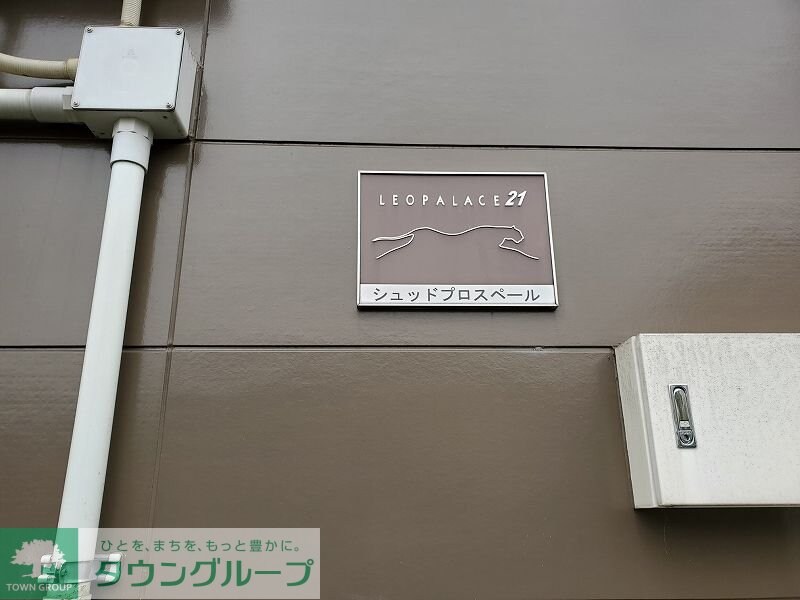 LEOPALACE21
シュッドプロスペール
ひとを、まちを、もっと豊かに。
タウングループ
TOWN GROUP